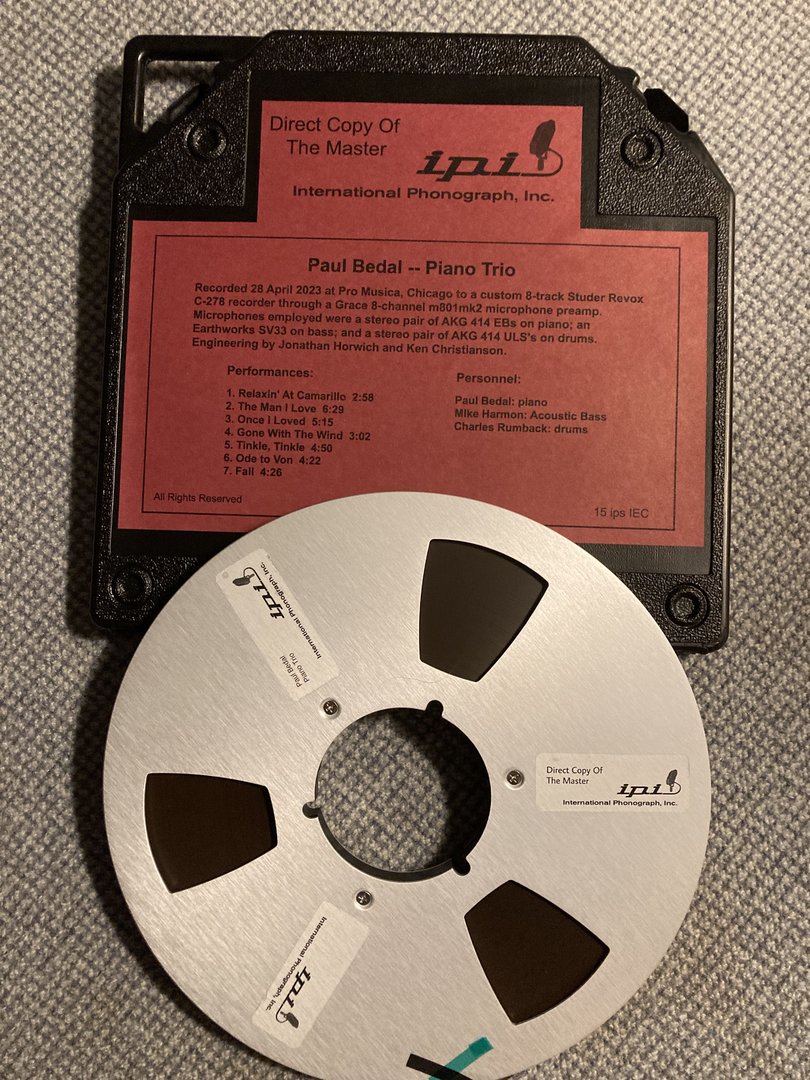 Direct Copy Of
The Master
ipi
International Phonograph, Inc.
Paul Bedal -- Piano Trio
Recorded 28 April 2023 at Pro Musica, Chicago to a custom 8-track Studer Revox
C-278 recorder through a Grace 8-channel m801mk2 microphone preamp.
Microphones employed were a stereo pair of AKG 414 EBs on piano; an
Earthworks SV33 on bass; and a stereo pair of AKG 414 ULS's on drums.
Engineering by Jonathan Horwich and Ken Christianson.
Performances:
1. Relaxin' At Camarillo 2:58
2. The Man I Love 6:29
3. Once I Loved 5:15
4. Gone With The Wind 3:02
5. Tinkle, Tinkle 4:50
6. Ode to Von 4:22
7. Fall 4:26
Personnel:
Paul Bedal: piano
Mike Harmon: Acoustic Bass
Charles Rumback: drums
All Rights Reserved
15 ips IEC
ipi
International Phonograph, Inc.
Paul Bedal
Piano Trio
Direct Copy Of
The Master
ipi
International Phonograph, Inc.
ipi
International Phonograph, Inc.